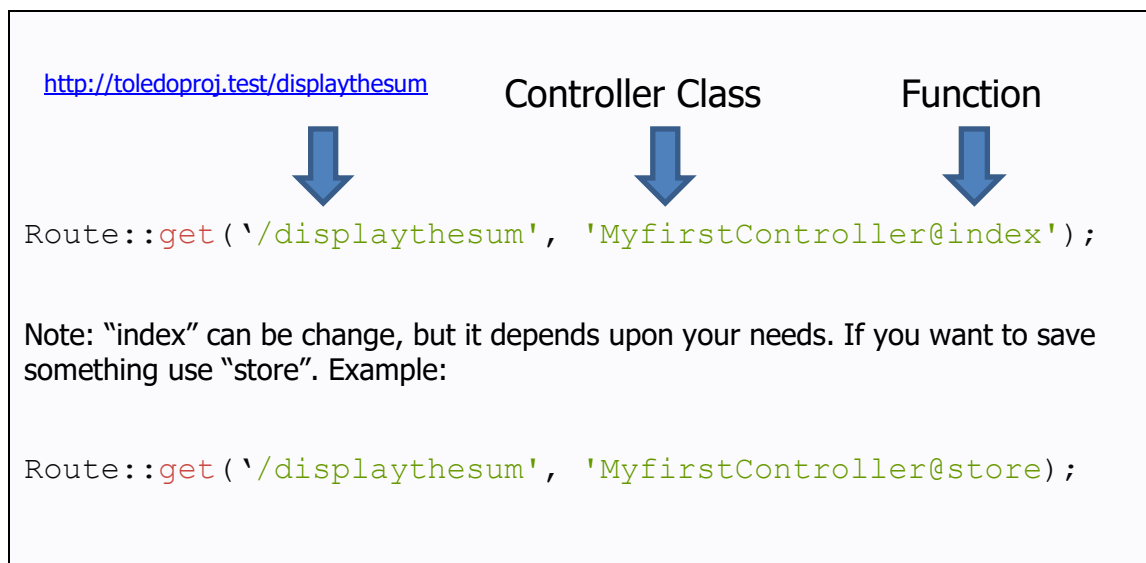 http://toledoproj.test/displaythesum
Controller Class
Function
Route::get(‘/displaythesum', 'MyfirstController@index');
Note: “index” can be change, but it depends upon your needs. If you want to save
something use “store”. Example:
Route::get(‘/displaythesum', 'MyfirstController@store);